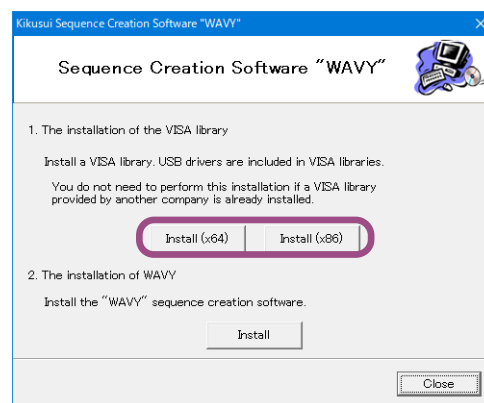 Kikusui Sequence Creation Software "WAVY"
Sequence Creation Software "WAVY"
1. The installation of the VISA library
Install a VISA library. USB drivers are included in VISA libraries.
You do not need to perform this installation if a VISA library
provided by another company is already installed.
Install (x64) Install (x86)
2. The installation of WAVY
Install the "WAVY" sequence creation software.
Install
Close